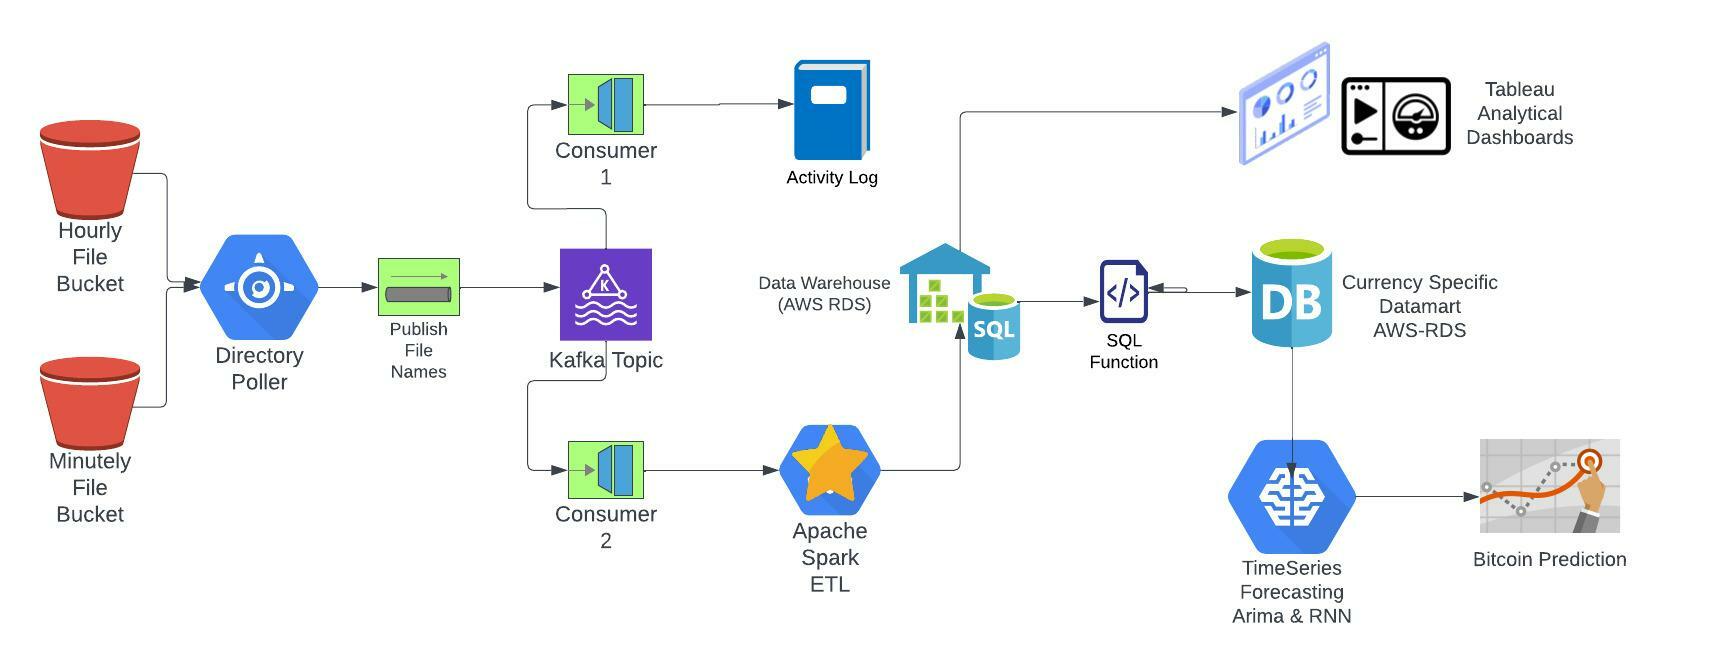 Hourly
File
Bucket
Minutely
File
Bucket
Directory
Poller
Publish
File
Names
K
Kafka Topic
Consumer
1
Consumer
2
Activity Log
Apache
Spark
ETL
Data Warehouse
(AWS RDS)
SQL
</>
SQL
Function
Tableau
Analytical
Dashboards
DB
Currency Specific
Datamart
AWS-RDS
TimeSeries
Forecasting
Arima & RNN
Bitcoin Prediction